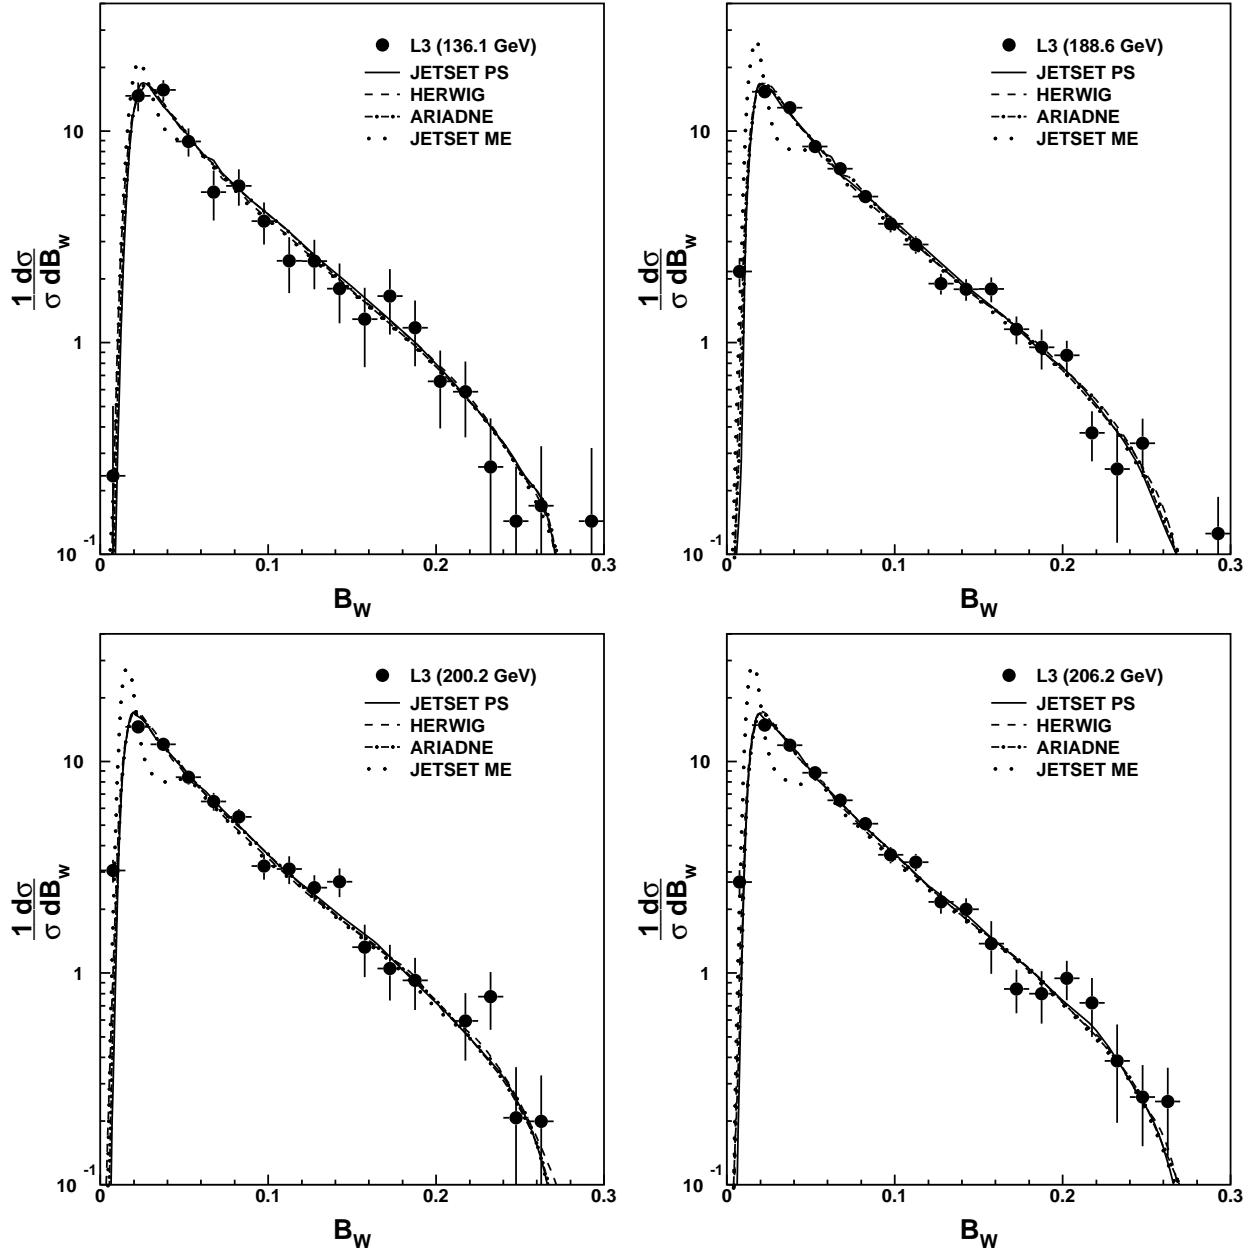 L3 (136.1 GeV)
JETSET PS
HERWIG
ARIADNE
JETSET ME
10
1
10 -1
0 0.1 0.2 0.3
B_W
1 dσ
σ dB_w
L3 (188.6 GeV)
JETSET PS
HERWIG
ARIADNE
JETSET ME
10
1
10 -1
0 0.1 0.2 0.3
B_W
1 dσ
σ dB_w
L3 (200.2 GeV)
JETSET PS
HERWIG
ARIADNE
JETSET ME
10
1
10 -1
0 0.1 0.2 0.3
B_W
1 dσ
σ dB_w
L3 (206.2 GeV)
JETSET PS
HERWIG
ARIADNE
JETSET ME
10
1
10 -1
0 0.1 0.2 0.3
B_W
1 dσ
σ dB_w